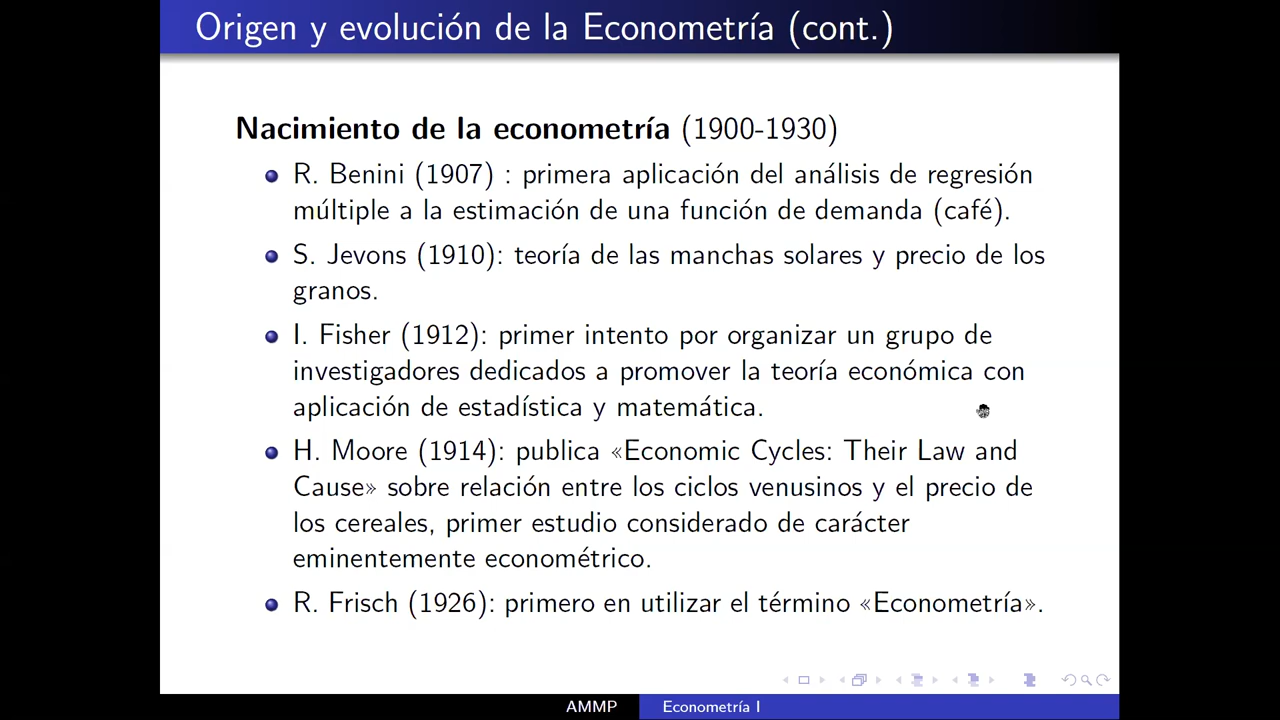 Origen y evolución de la Econometría (cont.)
Nacimiento de la econometría (1900-1930)
R. Benini (1907) : primera aplicación del análisis de regresión
múltiple a la estimación de una función de demanda (café).
S. Jevons (1910): teoría de las manchas solares y precio de los
granos.
I. Fisher (1912): primer intento por organizar un grupo de
investigadores dedicados a promover la teoría económica con
aplicación de estadística y matemática.
H. Moore (1914): publica «Economic Cycles: Their Law and
Cause» sobre relación entre los ciclos venusinos y el precio de
los cereales, primer estudio considerado de carácter
eminentemente econométrico.
R. Frisch (1926): primero en utilizar el término «Econometría».
AMMP
Econometría I